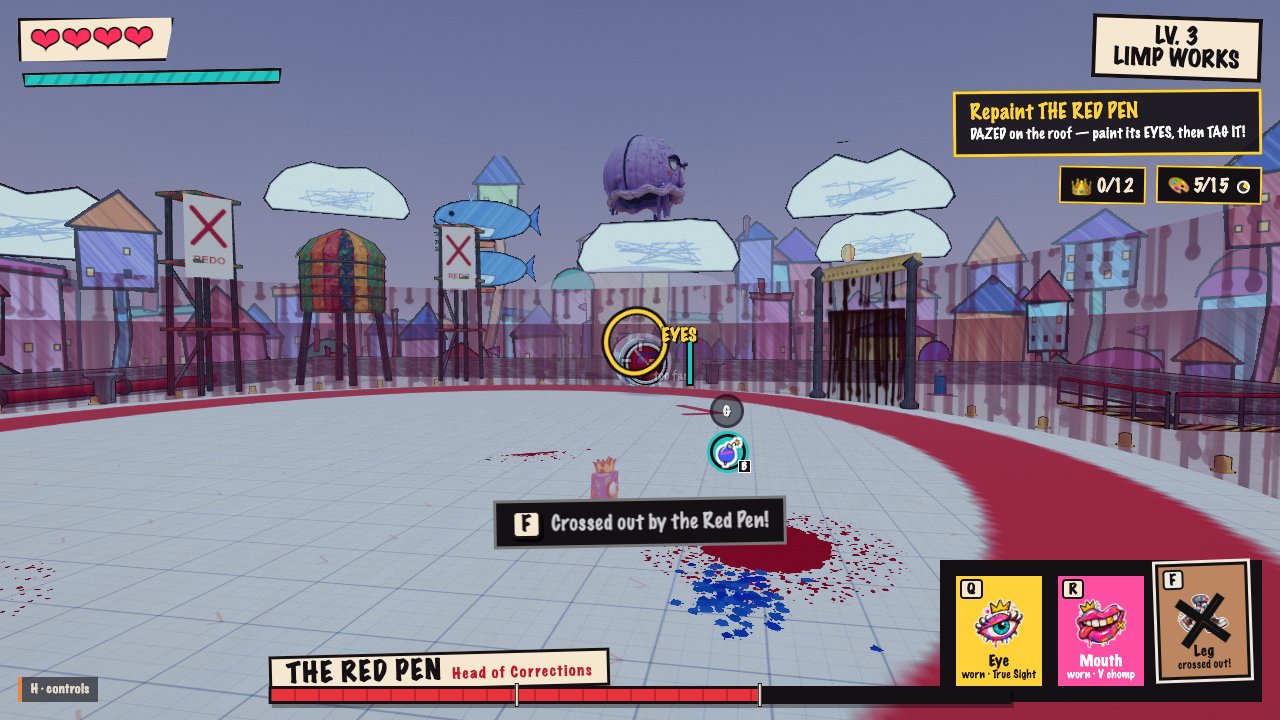 LV. 3
LIMP WORKS
Repaint THE RED PEN
DAZED on the roof — paint its EYES, then TAG IT!
0/12
5/15
REDO
REDO
EYES
too far
F
Crossed out by the Red Pen!
Q
Eye
worn · True Sight
R
Mouth
worn · V chomp
F
Leg
crossed out!
THE RED PEN Head of Corrections
H · controls